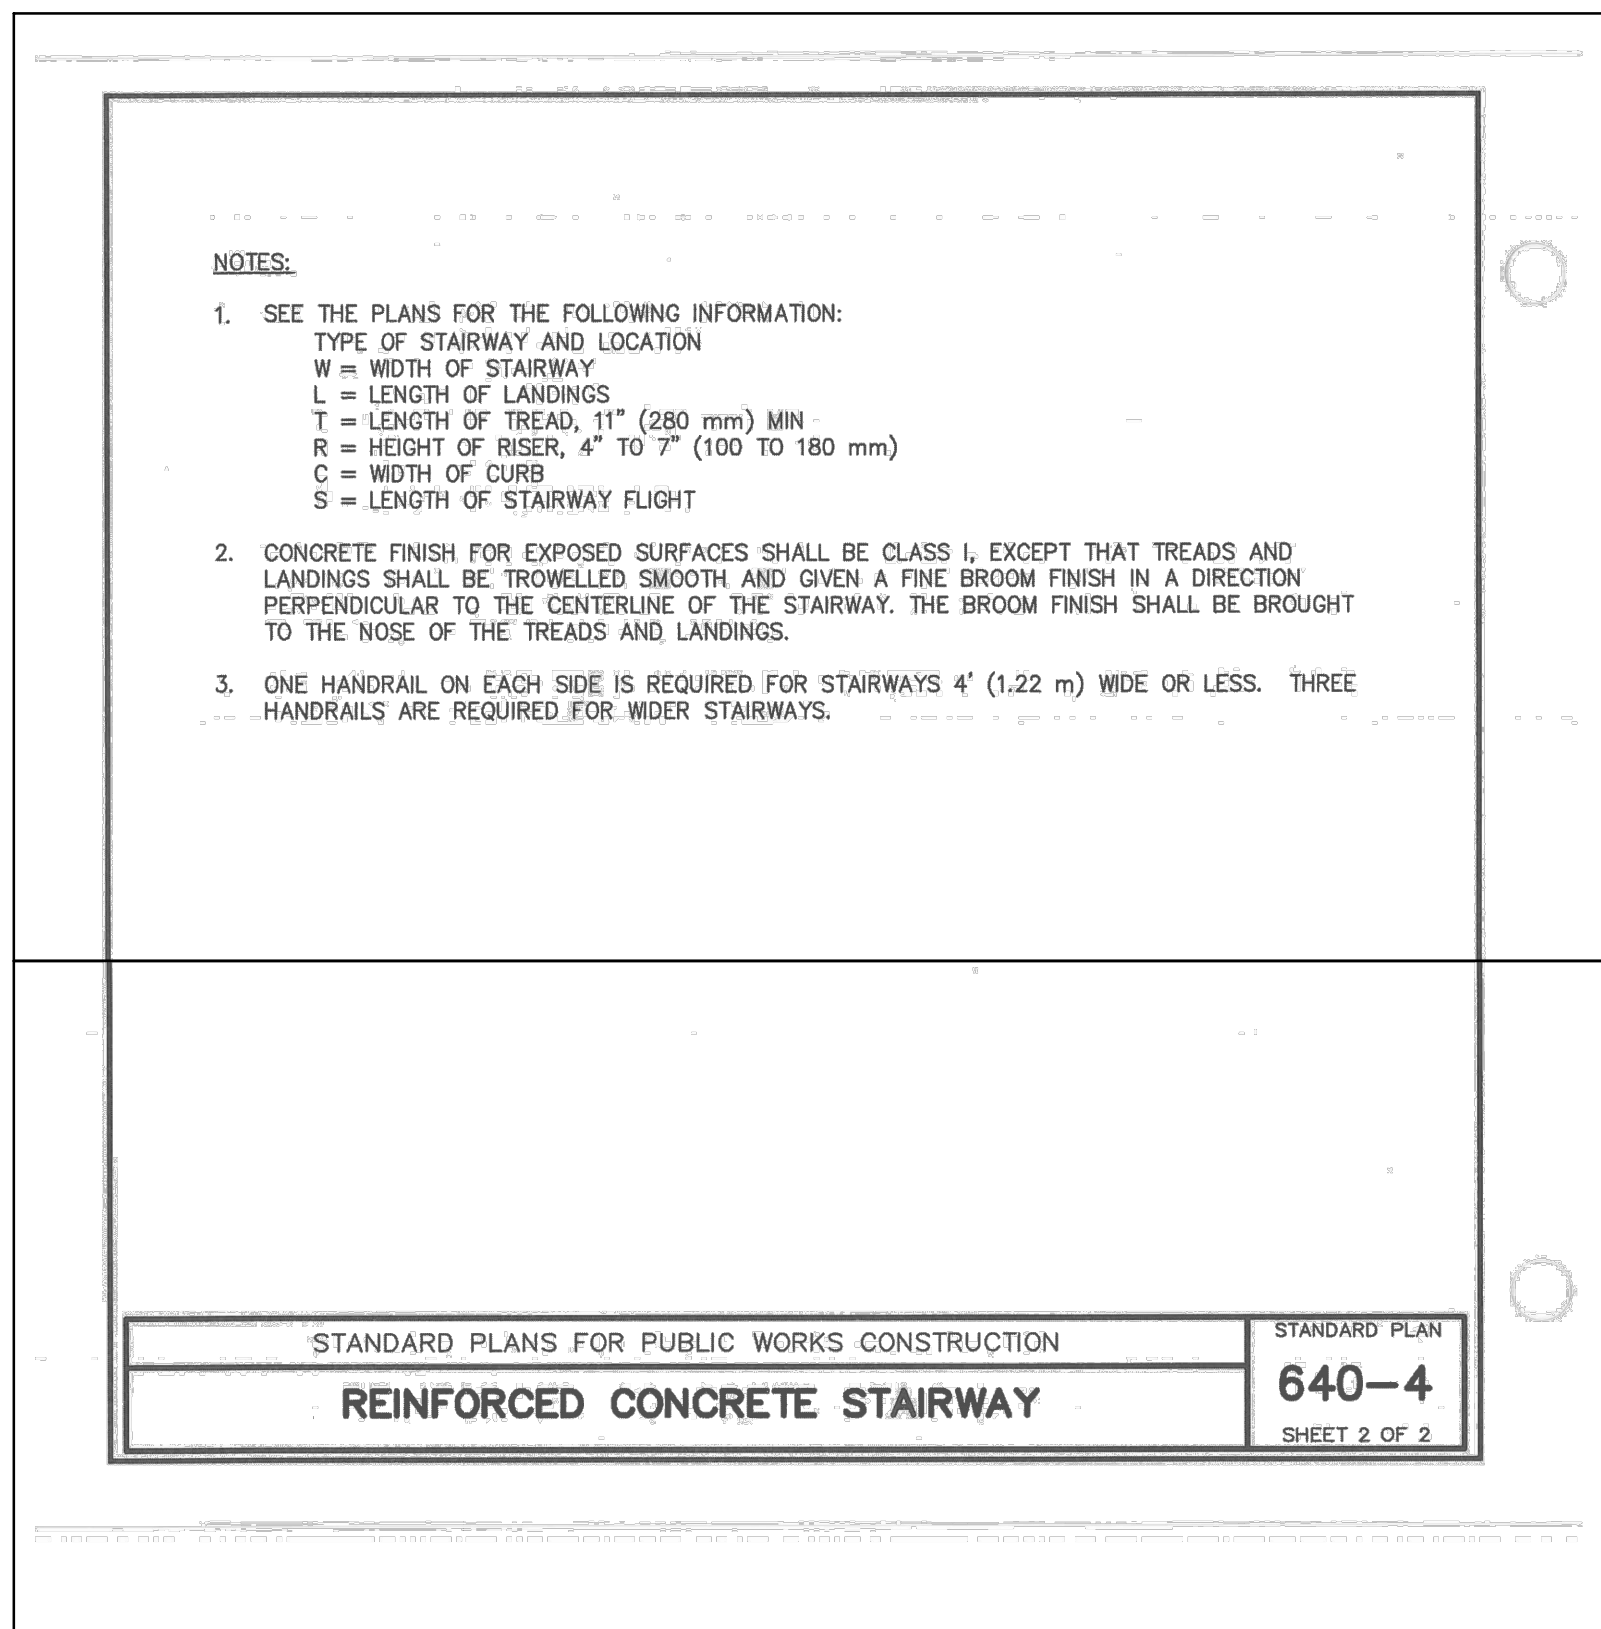 NOTES:
1. SEE THE PLANS FOR THE FOLLOWING INFORMATION:
TYPE OF STAIRWAY AND LOCATION
W = WIDTH OF STAIRWAY
L = LENGTH OF LANDINGS
T = LENGTH OF TREAD, 11" (280 mm) MIN
R = HEIGHT OF RISER, 4" TO 7" (100 TO 180 mm)
C = WIDTH OF CURB
S = LENGTH OF STAIRWAY FLIGHT
2. CONCRETE FINISH FOR EXPOSED SURFACES SHALL BE CLASS I, EXCEPT THAT TREADS AND
LANDINGS SHALL BE TROWELLED SMOOTH AND GIVEN A FINE BROOM FINISH IN A DIRECTION
PERPENDICULAR TO THE CENTERLINE OF THE STAIRWAY. THE BROOM FINISH SHALL BE BROUGHT
TO THE NOSE OF THE TREADS AND LANDINGS.
3. ONE HANDRAIL ON EACH SIDE IS REQUIRED FOR STAIRWAYS 4' (1.22 m) WIDE OR LESS. THREE
HANDRAILS ARE REQUIRED FOR WIDER STAIRWAYS.
STANDARD PLANS FOR PUBLIC WORKS CONSTRUCTION
REINFORCED CONCRETE STAIRWAY
STANDARD PLAN
640-4
SHEET 2 OF 2